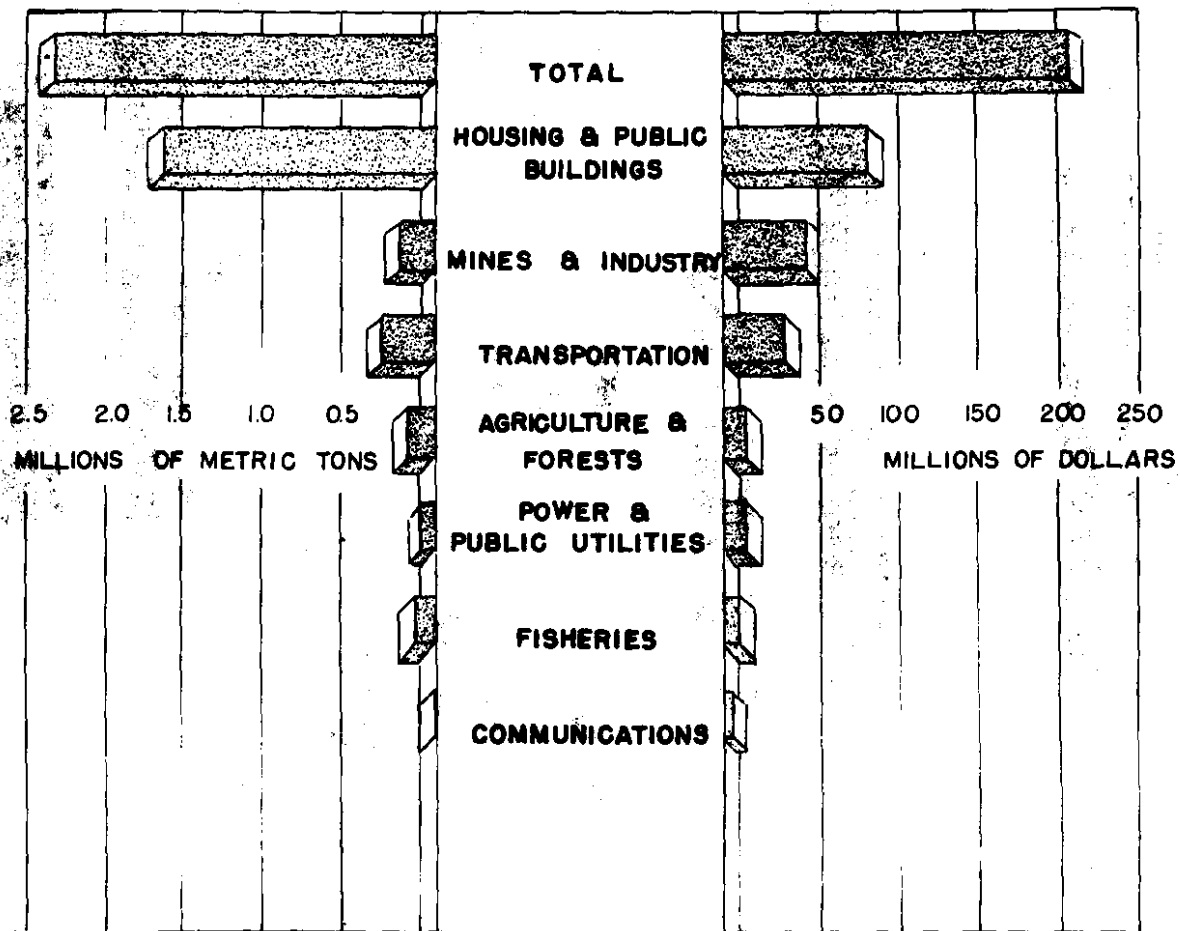 TOTAL
HOUSING & PUBLIC
BUILDINGS
MINES & INDUSTRY
TRANSPORTATION
2.5 2.0 1.5 1.0 0.5
MILLIONS OF METRIC TONS
AGRICULTURE &
FORESTS
50 100 150 200 250
MILLIONS OF DOLLARS
POWER &
PUBLIC UTILITIES
FISHERIES
COMMUNICATIONS